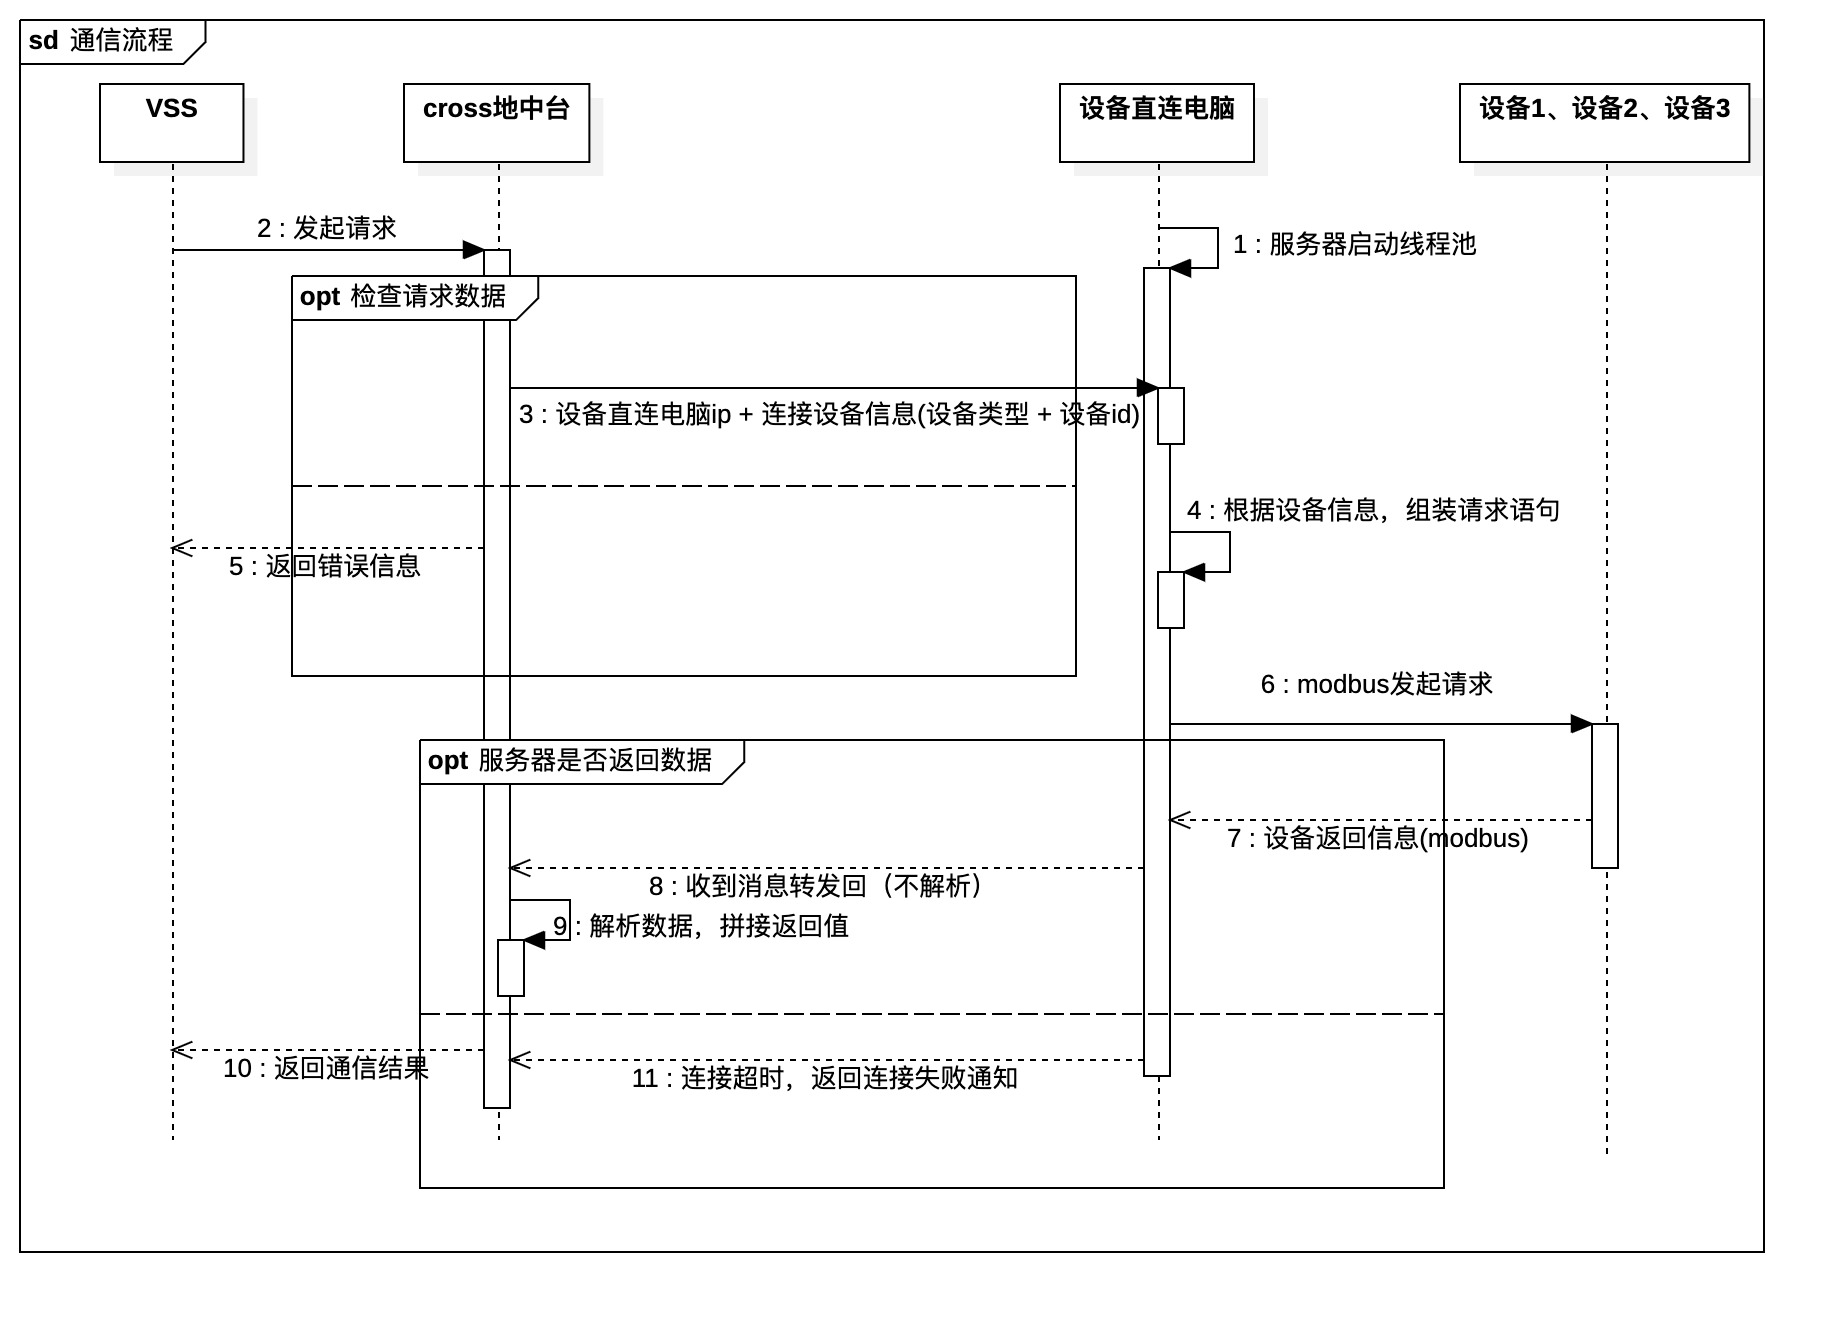 sd 通信流程
VSS
cross地中台
设备直连电脑
设备1、设备2、设备3
2 : 发起请求
1 : 服务器启动线程池
opt 检查请求数据
3 : 设备直连电脑ip + 连接设备信息(设备类型 + 设备id)
4 : 根据设备信息，组装请求语句
5 : 返回错误信息
6 : modbus发起请求
opt 服务器是否返回数据
7 : 设备返回信息(modbus)
8 : 收到消息转发回（不解析）
9 : 解析数据，拼接返回值
10 : 返回通信结果
11 : 连接超时，返回连接失败通知